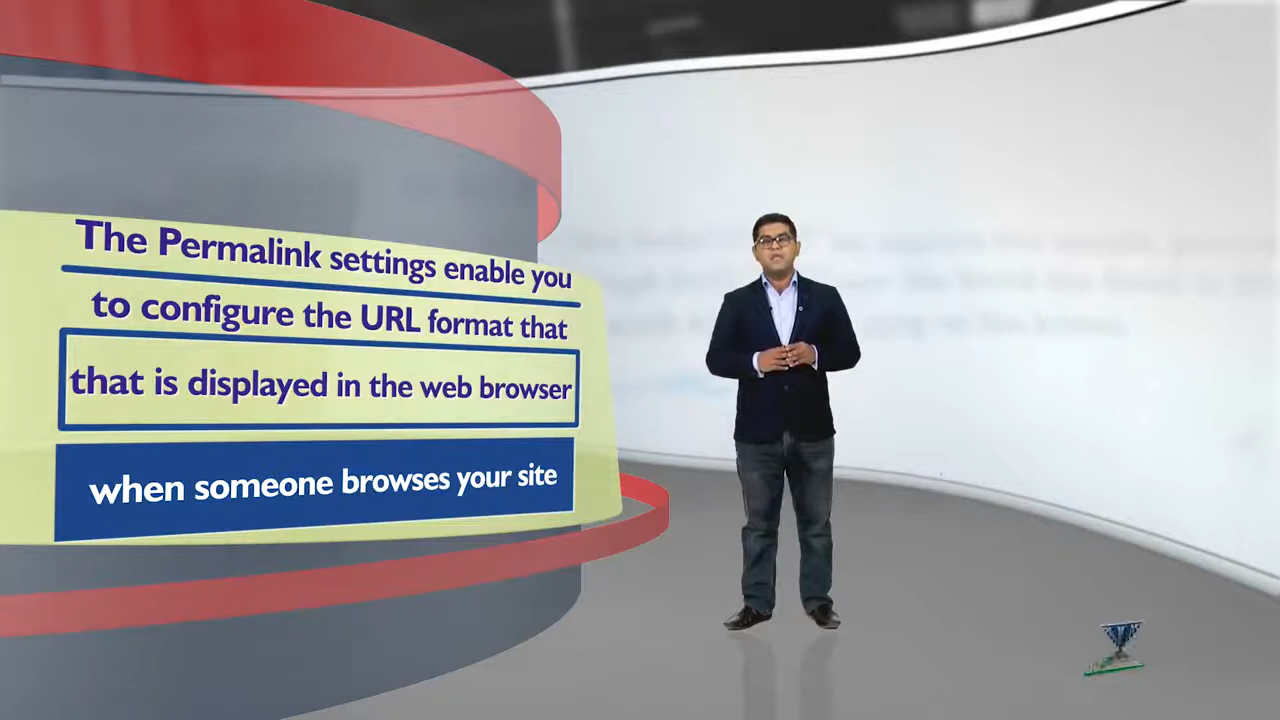 The Permalink settings enable you
to configure the URL format that
that is displayed in the web browser
when someone browses your site